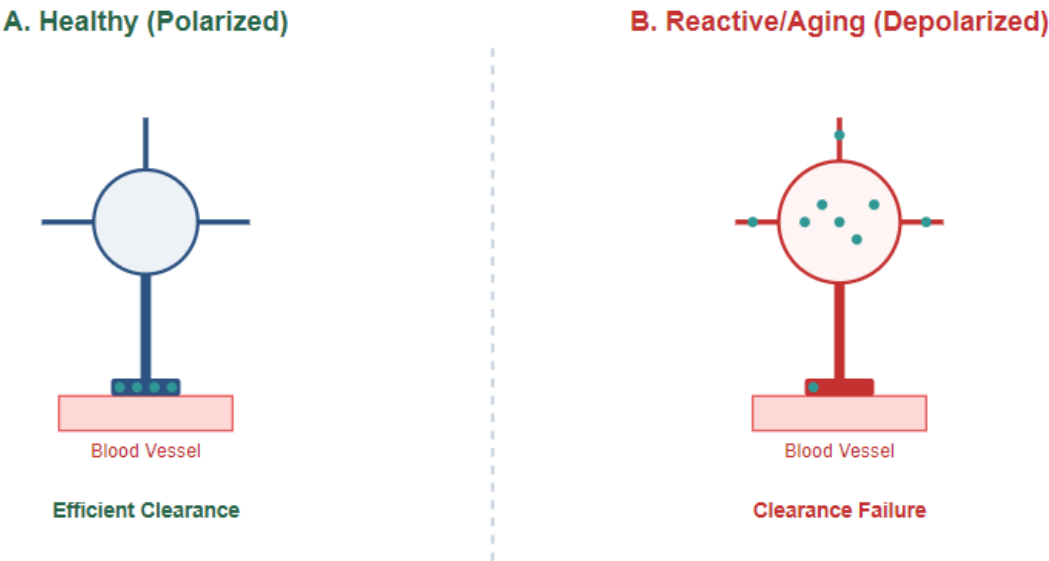 A. Healthy (Polarized)
B. Reactive/Aging (Depolarized)
Blood Vessel
Blood Vessel
Efficient Clearance
Clearance Failure